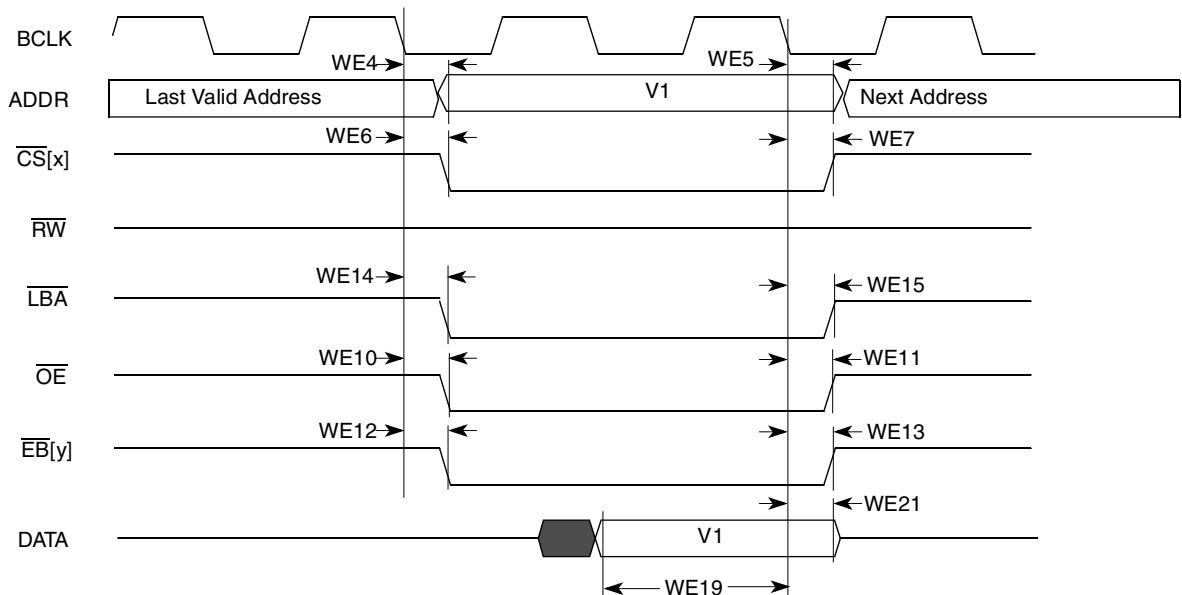 BCLK
WE4 WE5
ADDR Last Valid Address V1 Next Address
WE6 WE7
CS[x]
RW
WE14 WE15
LBA
WE10 WE11
OE
WE12 WE13
EB[y]
WE21
DATA V1
WE19